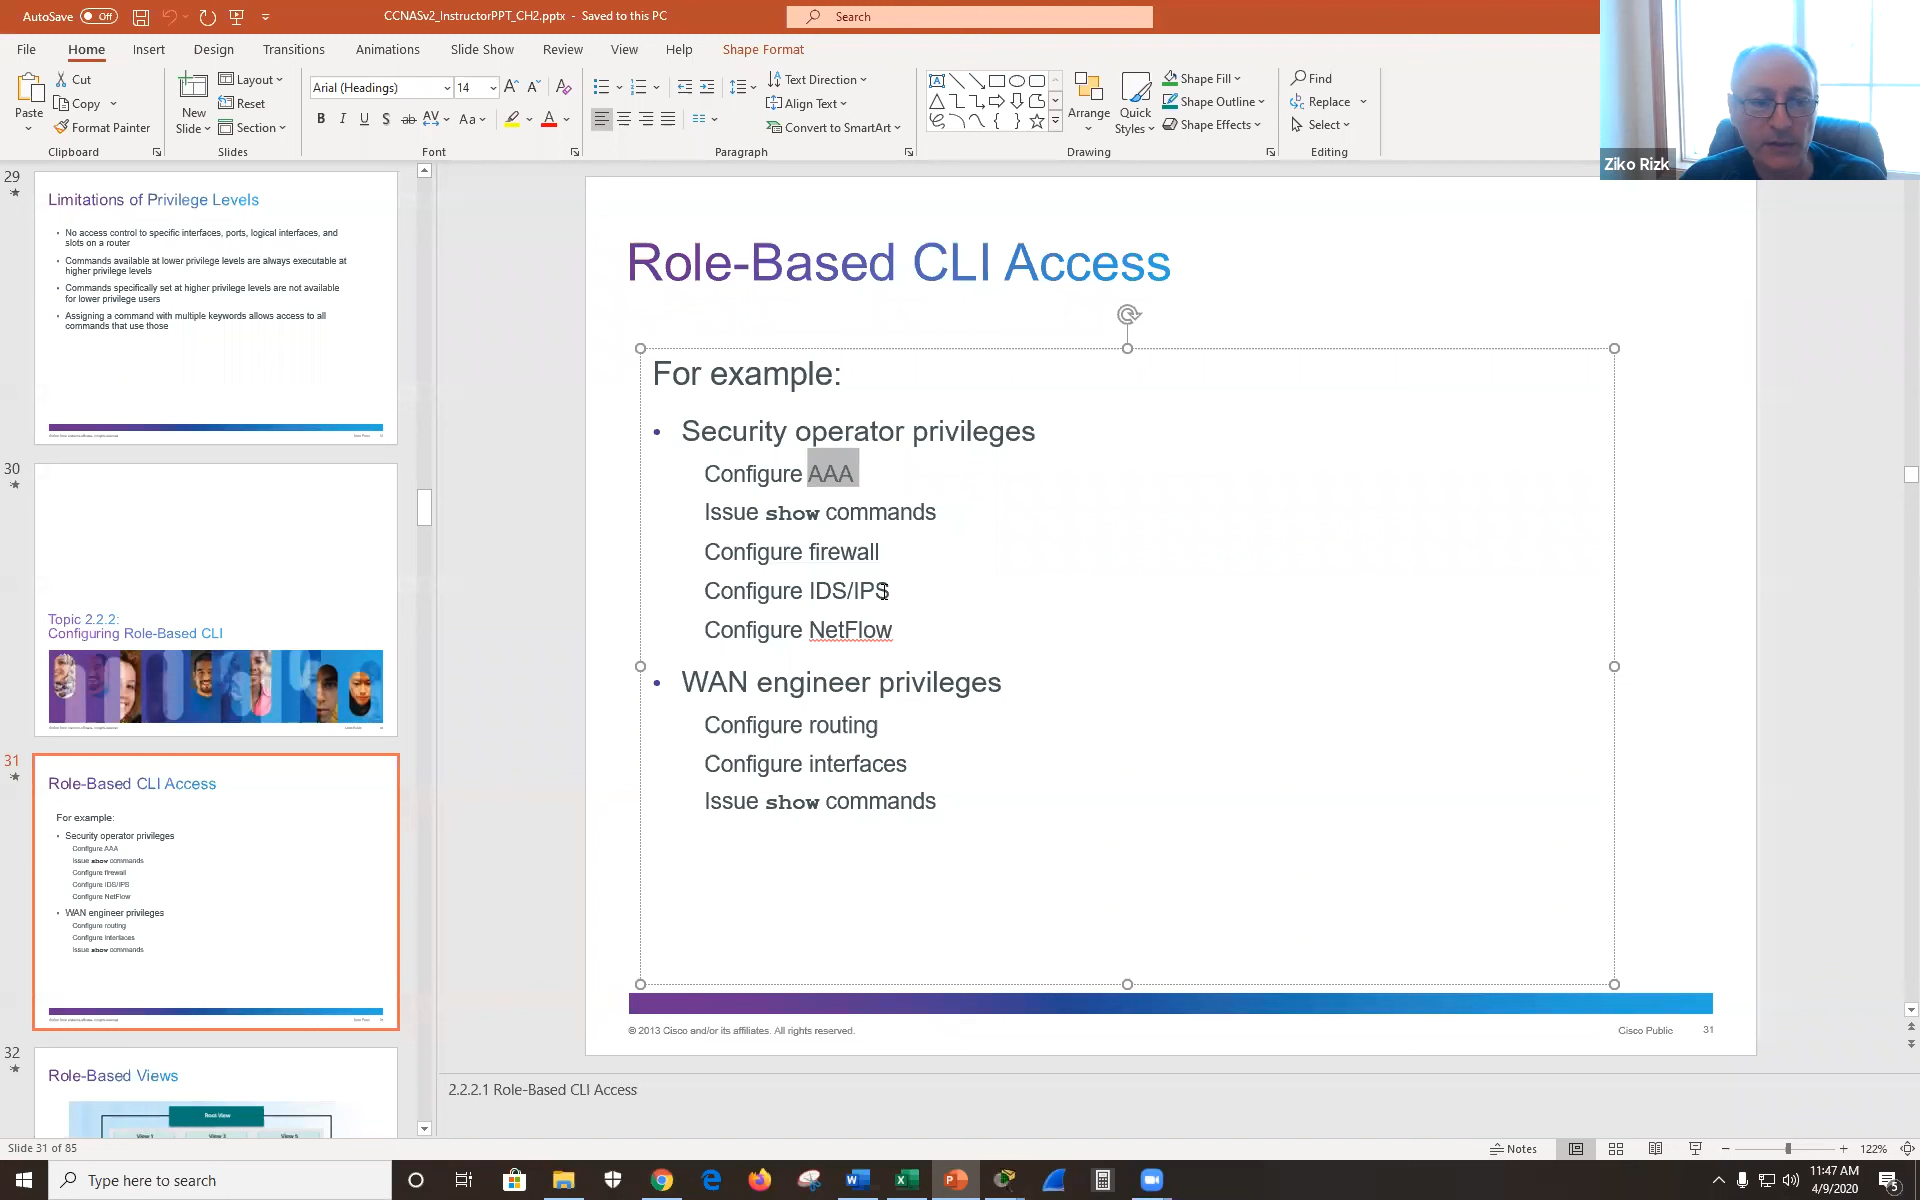 AutoSave Off
CCNASv2_InstructorPPT_CH2.pptx - Saved to this PC
Search
File Home Insert Design Transitions Animations Slide Show Review View Help Shape Format
Paste
Cut
Copy
Format Painter
Clipboard
New Slide
Layout
Reset
Section
Slides
Arial (Headings) 14
Font
Text Direction
Align Text
Convert to SmartArt
Paragraph
Arrange
Quick Styles
Shape Fill
Shape Outline
Shape Effects
Drawing
Find
Replace
Select
Editing
Ziko Rizk
29
Limitations of Privilege Levels
• No access control to specific interfaces, ports, logical interfaces, and
slots on a router
• Commands available at lower privilege levels are always executable at
higher privilege levels
• Commands specifically set at higher privilege levels are not available
for lower privilege users
• Assigning a command with multiple keywords allows access to all
commands that use those
30
Topic 2.2.2:
Configuring Role-Based CLI
31
Role-Based CLI Access
For example:
• Security operator privileges
Configure AAA
Issue show commands
Configure firewall
Configure IDS/IPS
Configure NetFlow
• WAN engineer privileges
Configure routing
Configure interfaces
Issue show commands
32
Role-Based Views
Root View
View 1 View 3 View 5
Role-Based CLI Access
For example:
• Security operator privileges
Configure AAA
Issue show commands
Configure firewall
Configure IDS/IPS
Configure NetFlow
• WAN engineer privileges
Configure routing
Configure interfaces
Issue show commands
© 2013 Cisco and/or its affiliates. All rights reserved.
Cisco Public 31
2.2.2.1 Role-Based CLI Access
Slide 31 of 85
Notes
122%
Type here to search
11:47 AM
4/9/2020
5